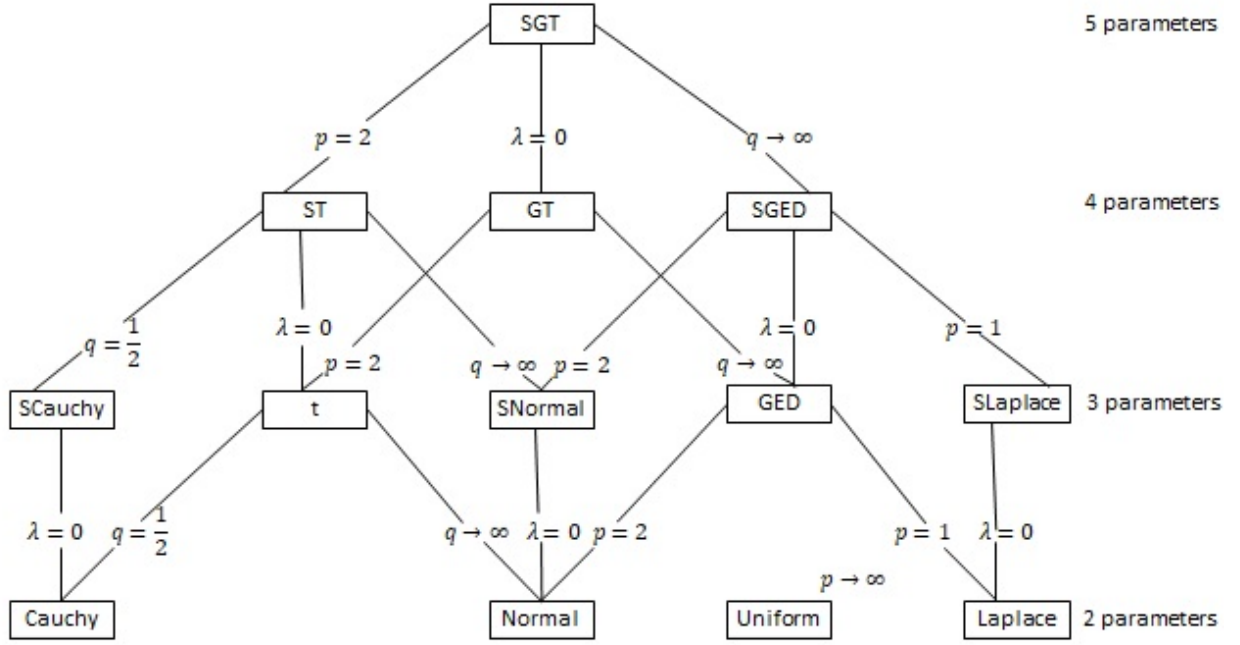 SGT
5 parameters
p = 2
λ = 0
q → ∞
ST
GT
SGED
4 parameters
q = 1/2
λ = 0
p = 2
q → ∞
p = 2
q → ∞
λ = 0
p = 1
SCauchy
t
SNormal
GED
SLaplace
3 parameters
λ = 0
q = 1/2
q → ∞
λ = 0
p = 2
p = 1
λ = 0
p → ∞
Cauchy
Normal
Uniform
Laplace
2 parameters